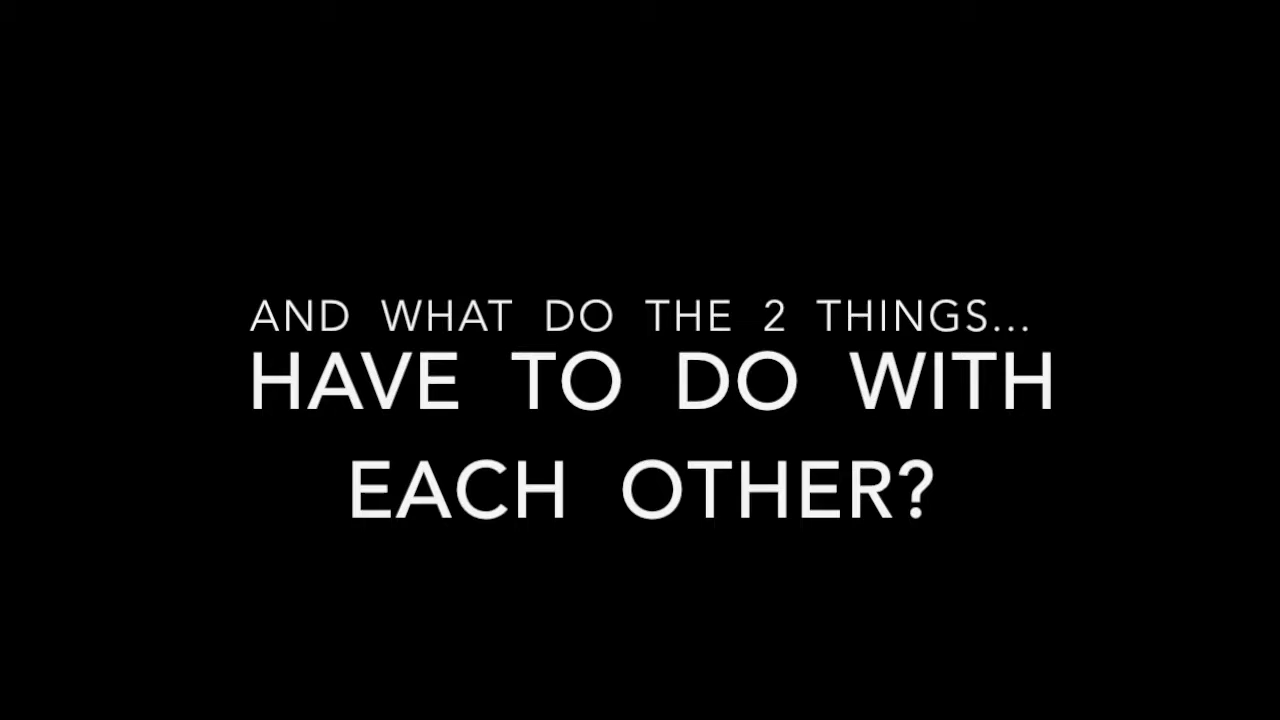 AND WHAT DO THE 2 THINGS...
HAVE TO DO WITH
EACH OTHER?